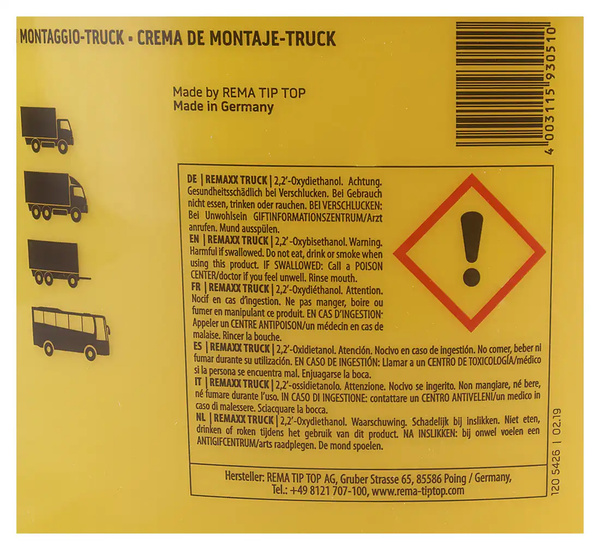 MONTAGGIO-TRUCK • CREMA DE MONTAJE-TRUCK
Made by REMA TIP TOP
Made in Germany
4 003115 930510
DE | REMAXX TRUCK | 2,2'-Oxydiethanol. Achtung.
Gesundheitsschädlich bei Verschlucken. Bei Gebrauch
nicht essen, trinken oder rauchen. BEI VERSCHLUCKEN:
Bei Unwohlsein GIFTINFORMATIONSZENTRUM/Arzt
anrufen. Mund ausspülen.
EN | REMAXX TRUCK | 2,2'-Oxybisethanol. Warning.
Harmful if swallowed. Do not eat, drink or smoke when
using this product. IF SWALLOWED: Call a POISON
CENTER/doctor if you feel unwell. Rinse mouth.
FR | REMAXX TRUCK | 2,2'-Oxydiéthanol. Attention.
Nocif en cas d'ingestion. Ne pas manger, boire ou
fumer en manipulant ce produit. EN CAS D'INGESTION:
Appeler un CENTRE ANTIPOISON/un médecin en cas de
malaise. Rincer la bouche.
ES | REMAXX TRUCK | 2,2'-Oxidietanol. Atención. Nocivo en caso de ingestión. No comer, beber ni
fumar durante su utilización. EN CASO DE INGESTIÓN: Llamar a un CENTRO DE TOXICOLOGÍA/médico
si la persona se encuentra mal. Enjuagarse la boca.
IT | REMAXX TRUCK | 2,2'-ossidietanolo. Attenzione. Nocivo se ingerito. Non mangiare, né bere,
né fumare durante l'uso. IN CASO DI INGESTIONE: contattare un CENTRO ANTIVELENI/un medico in
caso di malessere. Sciacquare la bocca.
NL | REMAXX TRUCK | 2,2'-Oxydiethanol. Waarschuwing. Schadelijk bij inslikken. Niet eten,
drinken of roken tijdens het gebruik van dit product. NA INSLIKKEN: bij onwel voelen een
ANTIGIFCENTRUM/arts raadplegen. De mond spoelen.
Hersteller: REMA TIP TOP AG, Gruber Strasse 65, 85586 Poing / Germany,
Tel.: +49 8121 707-100, www.rema-tiptop.com
120 5426 | 02.19